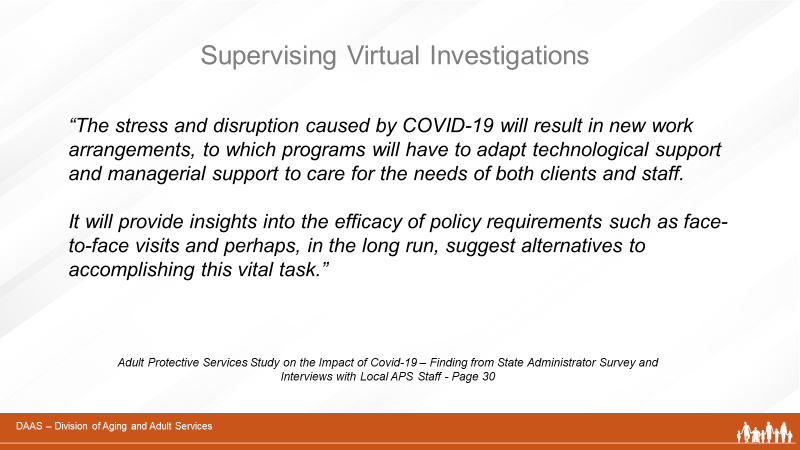 Supervising Virtual Investigations
“The stress and disruption caused by COVID-19 will result in new work
arrangements, to which programs will have to adapt technological support
and managerial support to care for the needs of both clients and staff.
It will provide insights into the efficacy of policy requirements such as face-
to-face visits and perhaps, in the long run, suggest alternatives to
accomplishing this vital task.”
Adult Protective Services Study on the Impact of Covid-19 – Finding from State Administrator Survey and
Interviews with Local APS Staff - Page 30
DAAS – Division of Aging and Adult Services